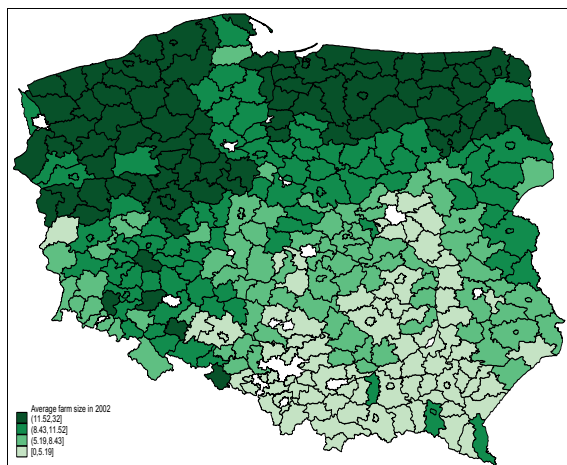 Average farm size in 2002
(11.52,32]
(8.43,11.52]
(5.19,8.43]
[0,5.19]